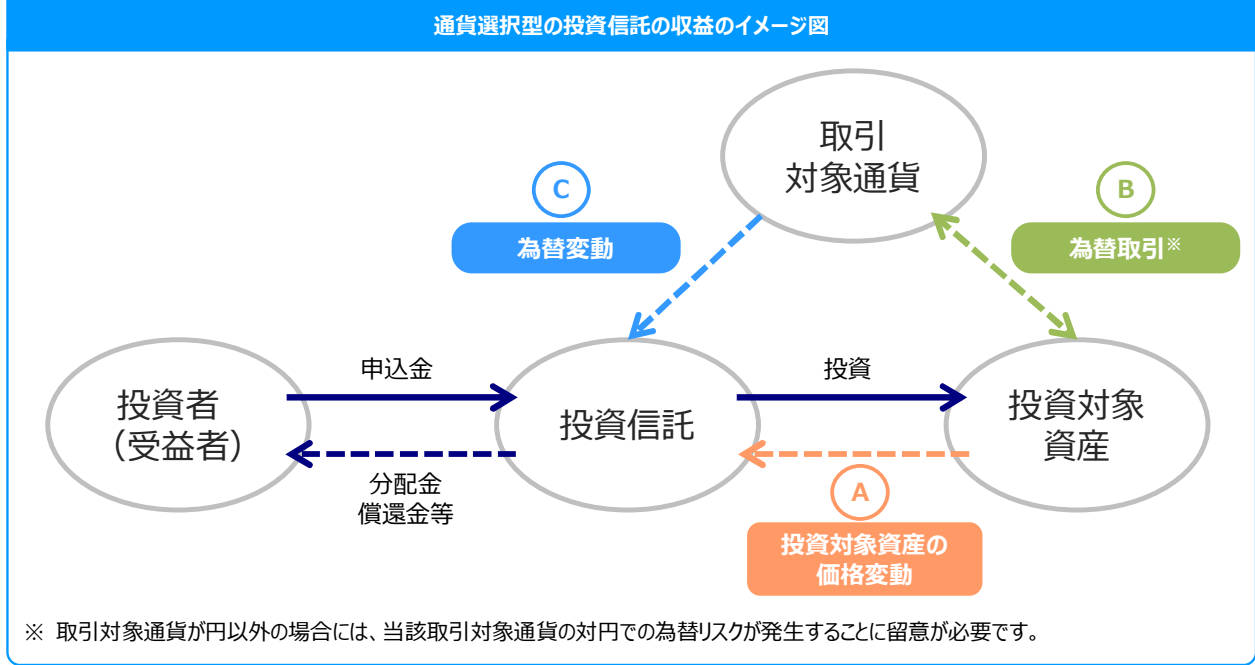 通貨選択型の投資信託の収益のイメージ図
取引
対象通貨
C
為替変動
B
為替取引※
投資者
（受益者）
申込金
分配金
償還金等
投資信託
投資
A
投資対象資産の
価格変動
投資対象
資産
※ 取引対象通貨が円以外の場合には、当該取引対象通貨の対円での為替リスクが発生することに留意が必要です。